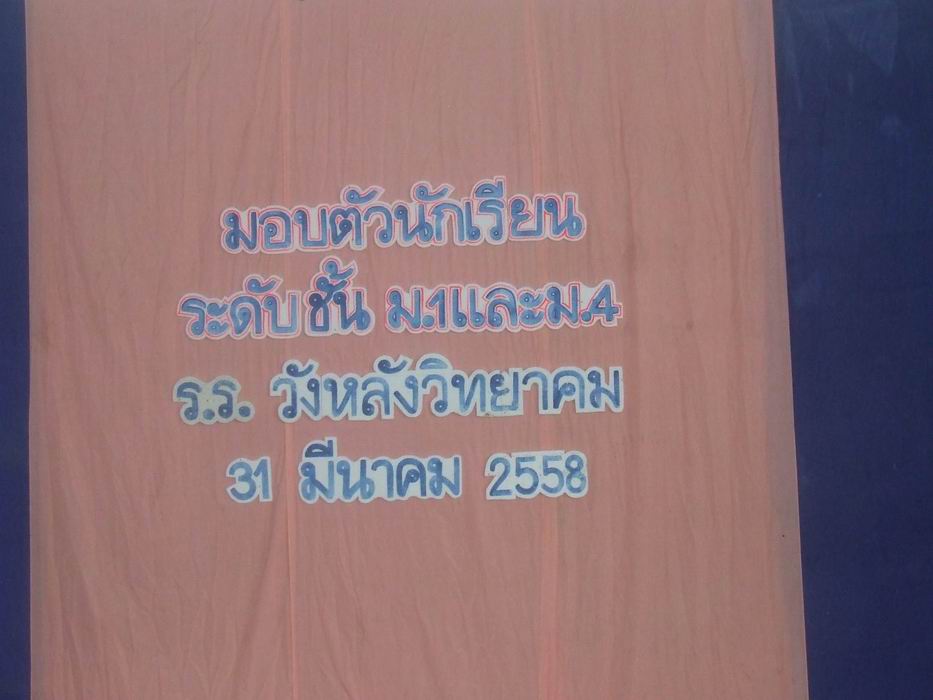 มอบตัวนักเรียน
ระดับ ชั้น ม.1และม.4
ร.ร. วังหลังวิทยาคม
31 มีนาคม 2558